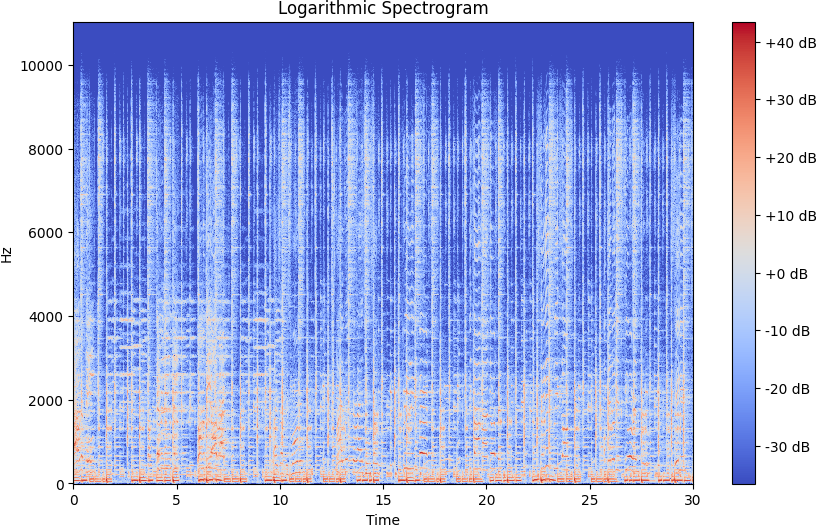 Logarithmic Spectrogram
Hz
10000
8000
6000
4000
2000
0
0 5 10 15 20 25 30
Time
+40 dB
+30 dB
+20 dB
+10 dB
+0 dB
-10 dB
-20 dB
-30 dB